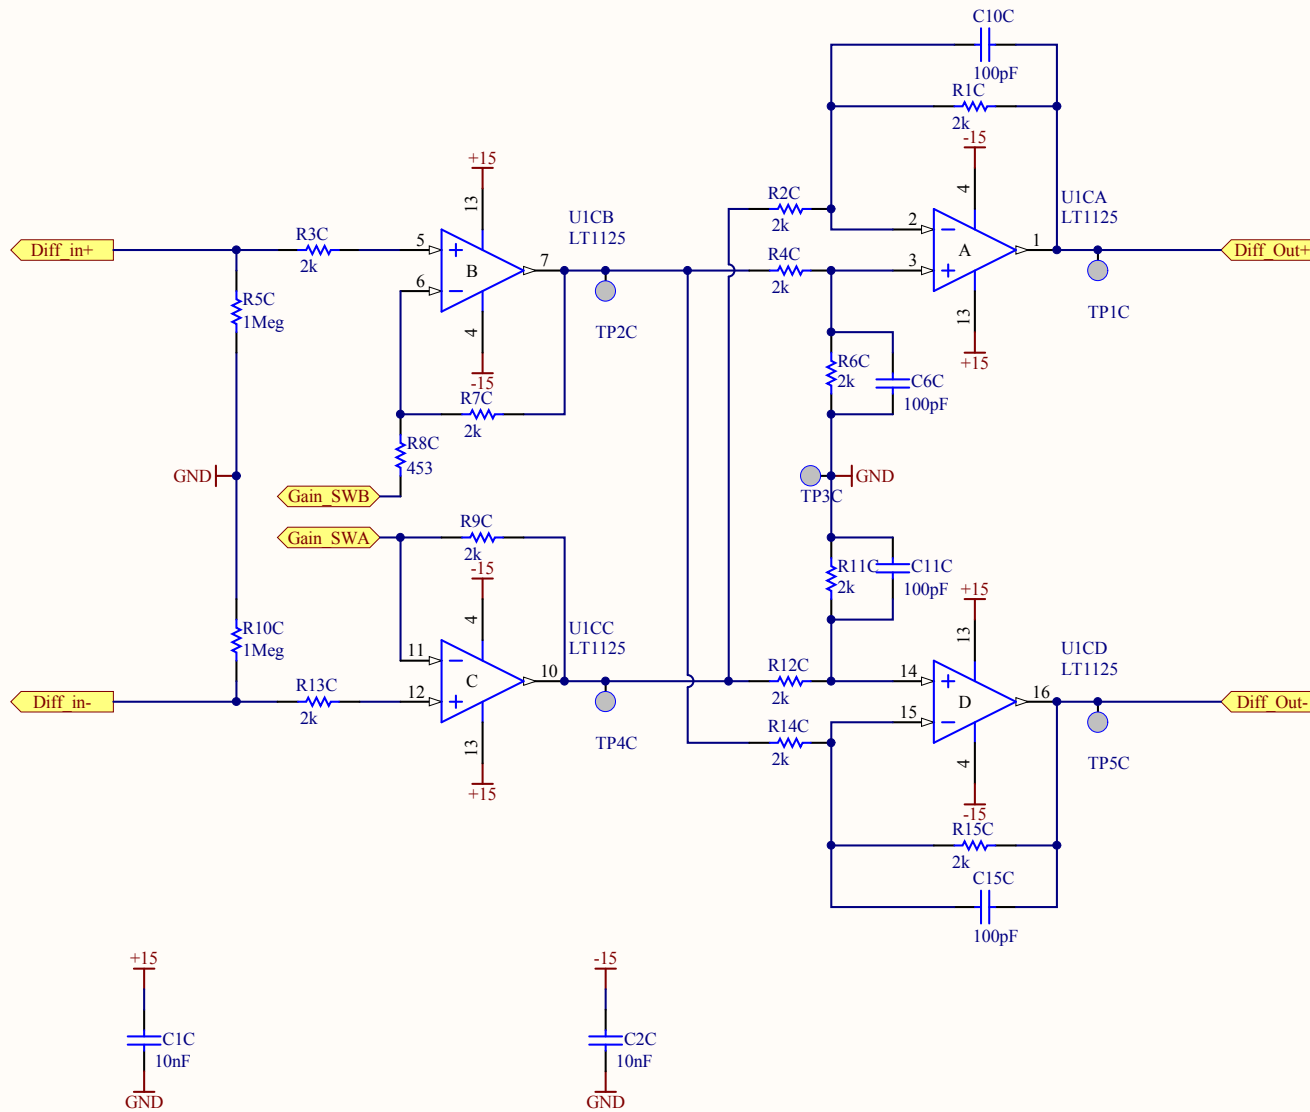 C10C
100pF
R1C
2k
-15
4
U1CA
LT1125
R2C
2k
2
A
1
3
R4C
2k
Diff_Out+
TP1C
13
+15
+15
13
U1CB
LT1125
Diff_in+
R3C
2k
5
B
7
6
R5C
1Meg
4
-15
TP2C
R6C
2k
C6C
100pF
R7C
2k
R8C
453
GND
Gain_SWB
TP3C
GND
Gain_SWA
R9C
2k
-15
4
R11C
2k
C11C
100pF
+15
13
R10C
1Meg
U1CC
LT1125
11
C
10
12
R13C
2k
Diff_in-
13
+15
TP4C
R12C
2k
R14C
2k
U1CD
LT1125
14
D
16
15
Diff_Out-
TP5C
4
-15
R15C
2k
C15C
100pF
+15
C1C
10nF
GND
-15
C2C
10nF
GND